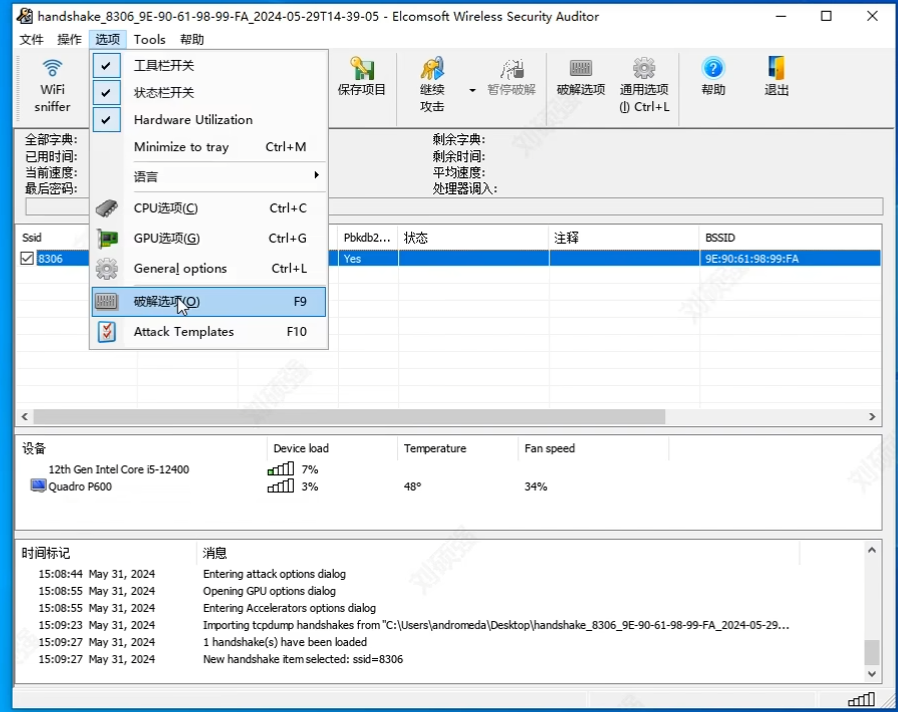 handshake_8306_9E-90-61-98-99-FA_2024-05-29T14-39-05 - Elcomsoft Wireless Security Auditor
文件 操作 选项 Tools 帮助
WiFi
sniffer
保存项目
继续
攻击
暂停破解
破解选项
通用选项
(I) Ctrl+L
帮助
退出
工具栏开关
状态栏开关
Hardware Utilization
Minimize to tray Ctrl+M
语言
CPU选项(C) Ctrl+C
GPU选项(G) Ctrl+G
General options Ctrl+L
破解选项(O) F9
Attack Templates F10
全部字典: 剩余字典:
已用时间: 剩余时间:
当前速度: 平均速度:
最后密码: 处理器调入:
Ssid Pbkdb2... 状态 注释 BSSID
8306 Yes 9E-90-61-98-99-FA
设备 Device load Temperature Fan speed
12th Gen Intel Core i5-12400 7%
Quadro P600 3% 48° 34%
时间标记 消息
15:08:44 May 31, 2024 Entering attack options dialog
15:08:55 May 31, 2024 Opening GPU options dialog
15:08:55 May 31, 2024 Entering Accelerators options dialog
15:09:23 May 31, 2024 Importing tcpdump handshakes from "C:\Users\andromeda\Desktop\handshake_8306_9E-90-61-98-99-FA_2024-05-29...
15:09:27 May 31, 2024 1 handshake(s) have been loaded
15:09:27 May 31, 2024 New handshake item selected: ssid=8306
刘硕强